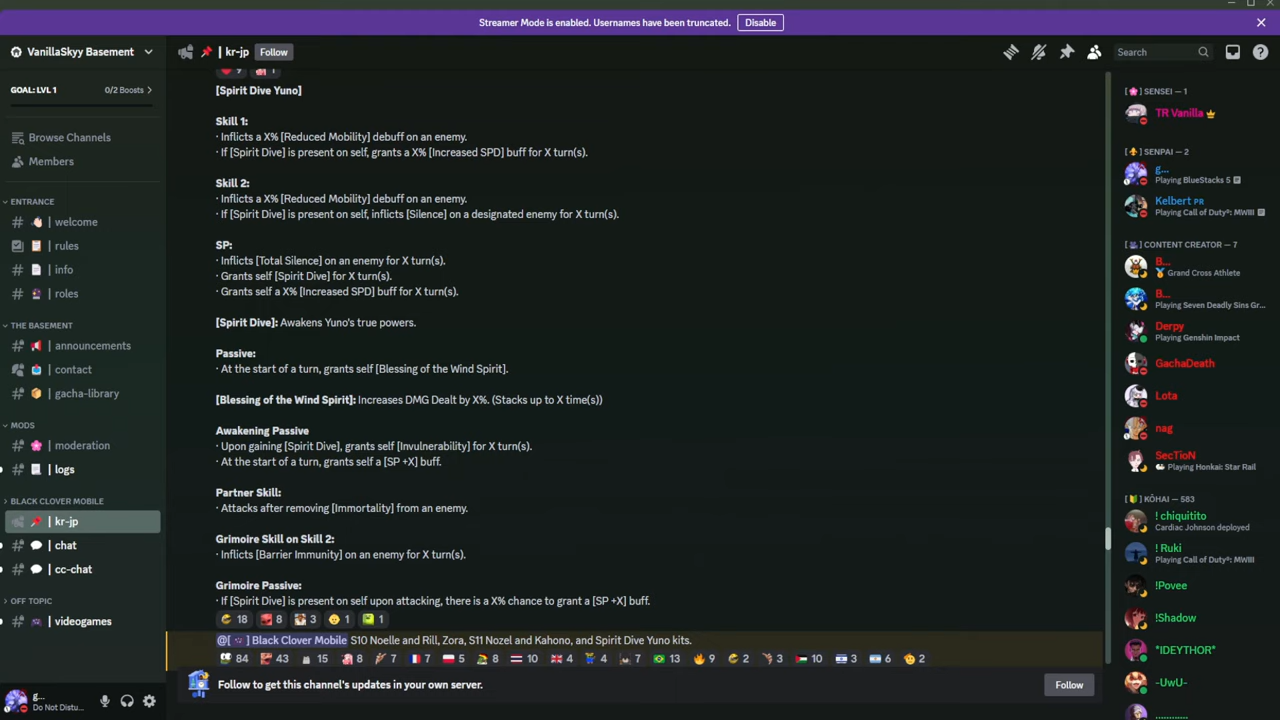 Streamer Mode is enabled. Usernames have been truncated. Disable
VanillaSkyy Basement
GOAL: LVL 1 0/2 Boosts
Browse Channels
Members
ENTRANCE
| welcome
| rules
| info
| roles
THE BASEMENT
| announcements
| contact
| gacha-library
MODS
| moderation
| logs
BLACK CLOVER MOBILE
| kr-jp
| chat
| cc-chat
OFF TOPIC
| videogames
g...
Do Not Distu...
| kr-jp Follow
Search
9 1
[Spirit Dive Yuno]
Skill 1:
· Inflicts a X% [Reduced Mobility] debuff on an enemy.
· If [Spirit Dive] is present on self, grants a X% [Increased SPD] buff for X turn(s).
Skill 2:
· Inflicts a X% [Reduced Mobility] debuff on an enemy.
· If [Spirit Dive] is present on self, inflicts [Silence] on a designated enemy for X turn(s).
SP:
· Inflicts [Total Silence] on an enemy for X turn(s).
· Grants self [Spirit Dive] for X turn(s).
· Grants self a X% [Increased SPD] buff for X turn(s).
[Spirit Dive]: Awakens Yuno's true powers.
Passive:
· At the start of a turn, grants self [Blessing of the Wind Spirit].
[Blessing of the Wind Spirit]: Increases DMG Dealt by X%. (Stacks up to X time(s))
Awakening Passive
· Upon gaining [Spirit Dive], grants self [Invulnerability] for X turn(s).
· At the start of a turn, grants self a [SP +X] buff.
Partner Skill:
· Attacks after removing [Immortality] from an enemy.
Grimoire Skill on Skill 2:
· Inflicts [Barrier Immunity] on an enemy for X turn(s).
Grimoire Passive:
· If [Spirit Dive] is present on self upon attacking, there is a X% chance to grant a [SP +X] buff.
18 8 3 1 1
@[ ] Black Clover Mobile S10 Noelle and Rill, Zora, S11 Nozel and Kahono, and Spirit Dive Yuno kits.
84 43 15 8 7 7 5 8 10 4 4 7 13 9 2 3 10 3 6 2
Follow to get this channel's updates in your own server. Follow
[ ] SENSEI — 1
TR Vanilla
[ ] SENPAI — 2
g...
Playing BlueStacks 5
Kelbert PR
Playing Call of Duty®: MWIII
[ ] CONTENT CREATOR — 7
B...
Grand Cross Athlete
B...
Playing Seven Deadly Sins Gr...
Derpy
Playing Genshin Impact
GachaDeath
Lota
nag
SecTioN
Playing Honkai: Star Rail
[ ] KŌHAI — 583
! chiquitito
Cardiac Johnson deployed
! Ruki
Playing Call of Duty®: MWIII
!Povee
!Shadow
*IDEYTHOR*
-UwU-
............